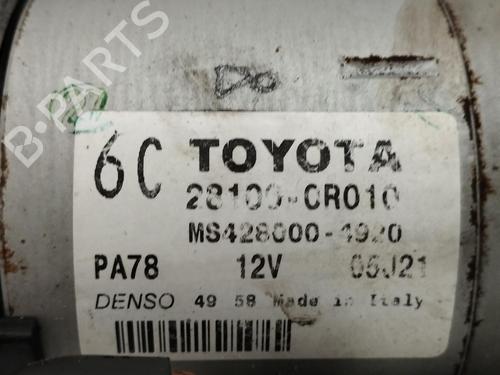 B-PARTS
Do
6C TOYOTA
28100-0R010
MS428000-4920
PA78 12V 05J21
DENSO 49 58 Made in Italy